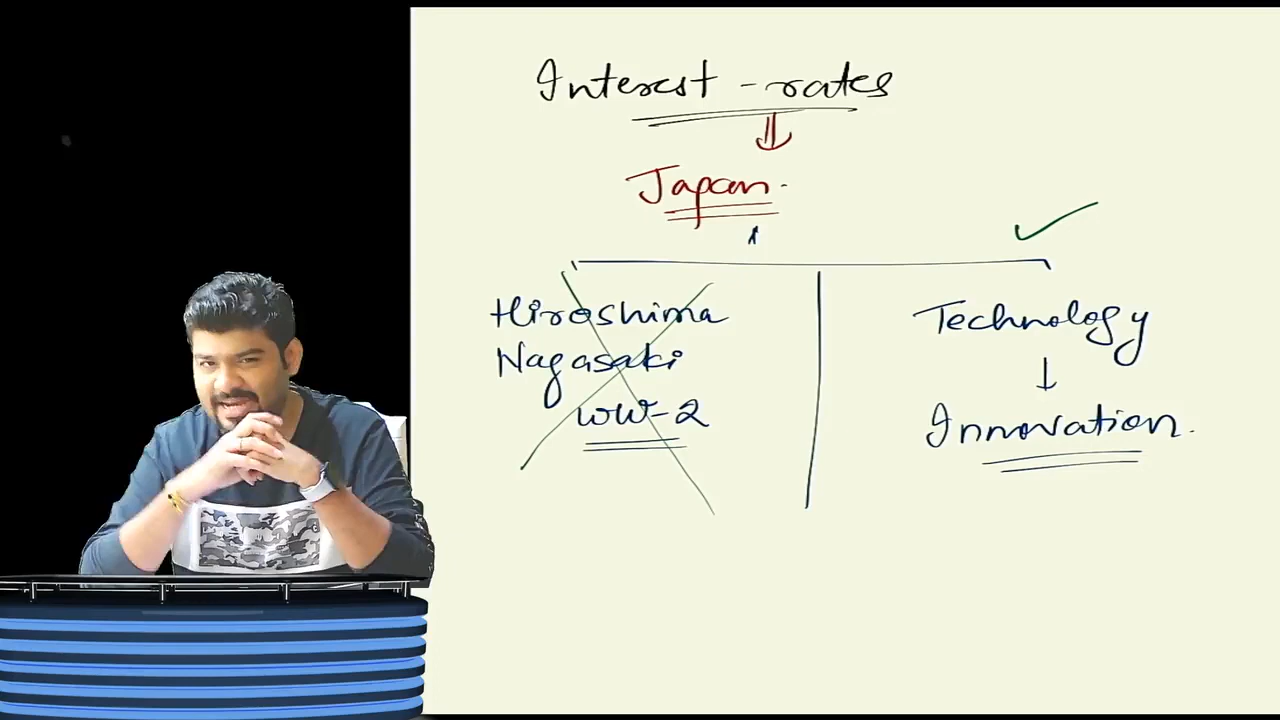 Interest-rates
Japan.
Hiroshima
Nagasaki
WW-2
Technology
Innovation.